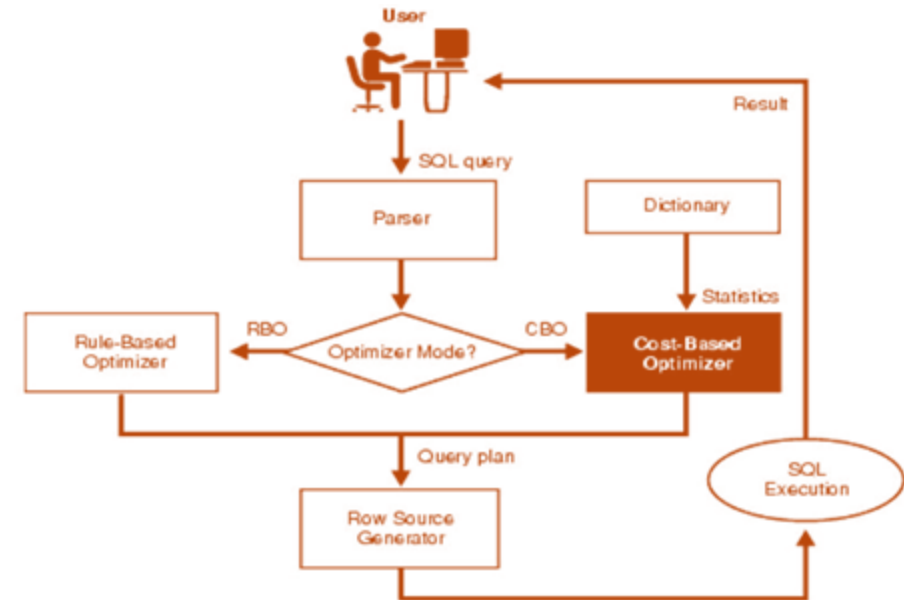 User
Result
SQL query
Parser
Dictionary
Statistics
RBO
CBO
Rule-Based
Optimizer
Optimizer Mode?
Cost-Based
Optimizer
Query plan
SQL
Execution
Row Source
Generator